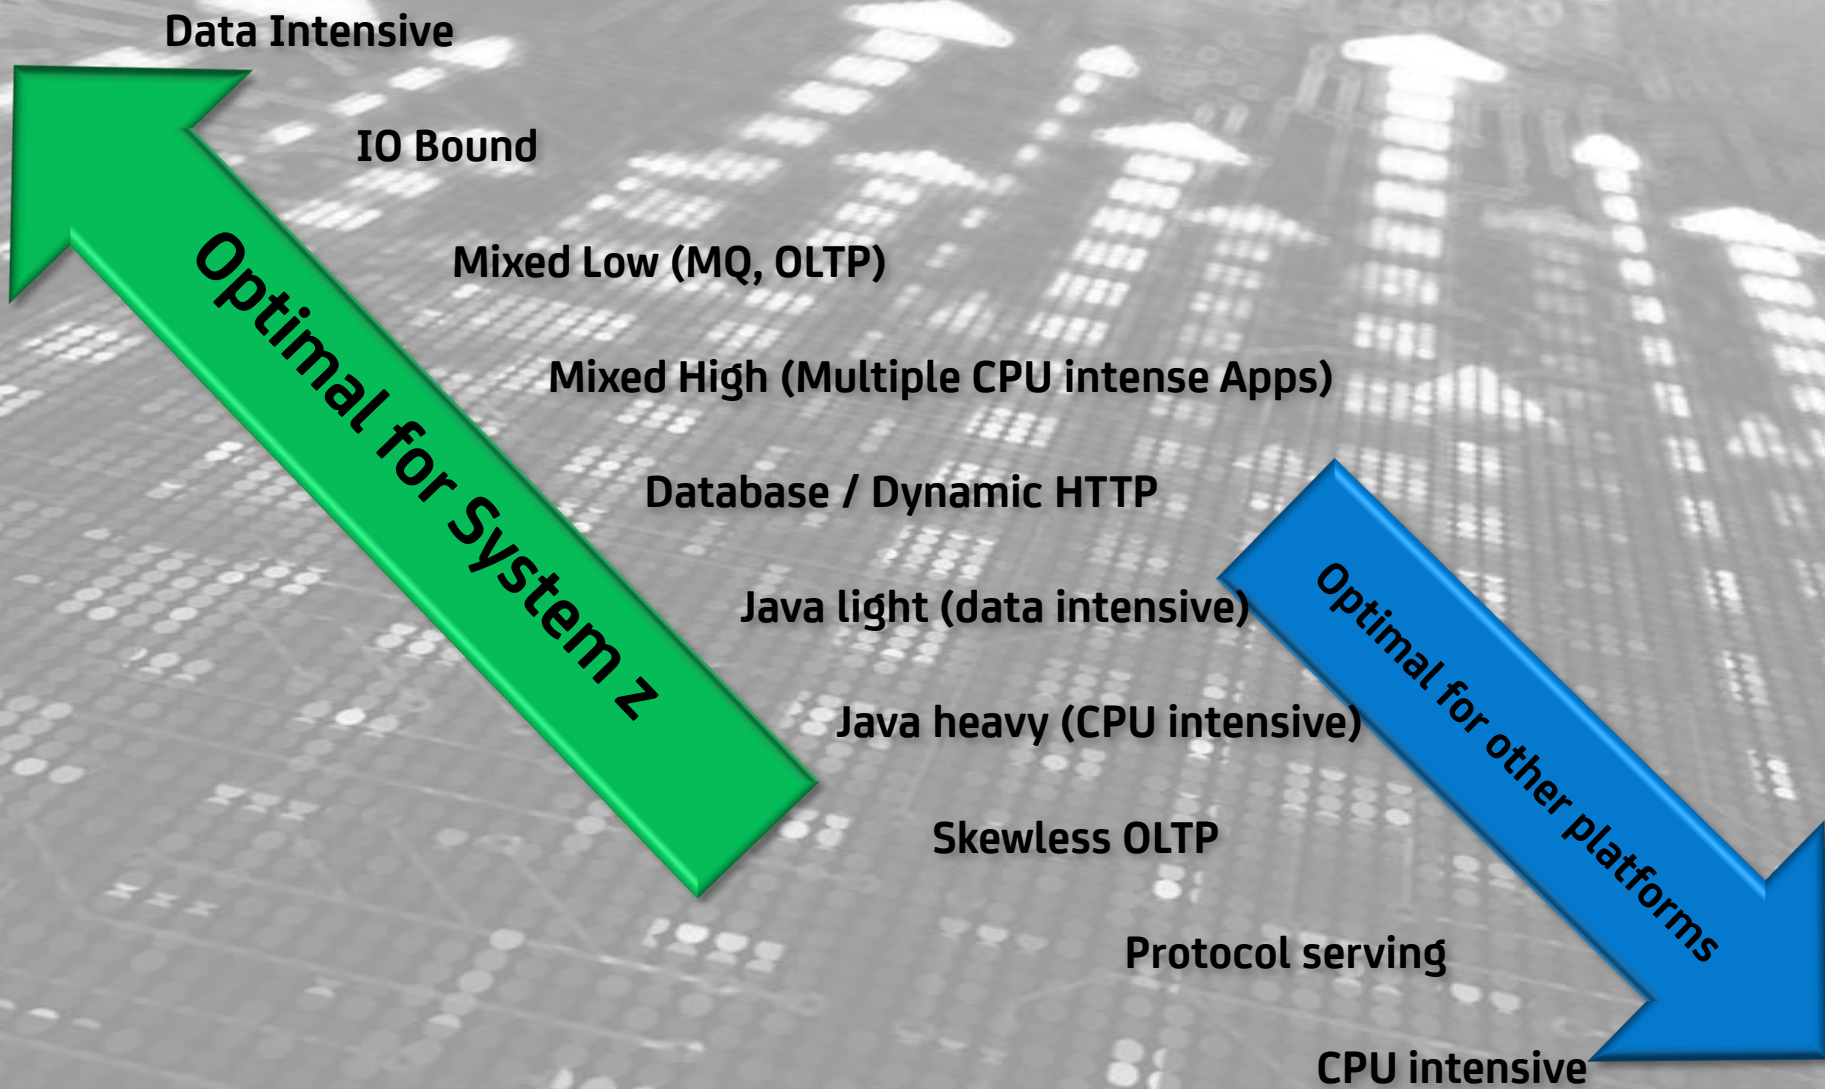 Data Intensive
IO Bound
Mixed Low (MQ, OLTP)
Mixed High (Multiple CPU intense Apps)
Database / Dynamic HTTP
Java light (data intensive)
Java heavy (CPU intensive)
Skewless OLTP
Protocol serving
CPU intensive
Optimal for System z
Optimal for other platforms